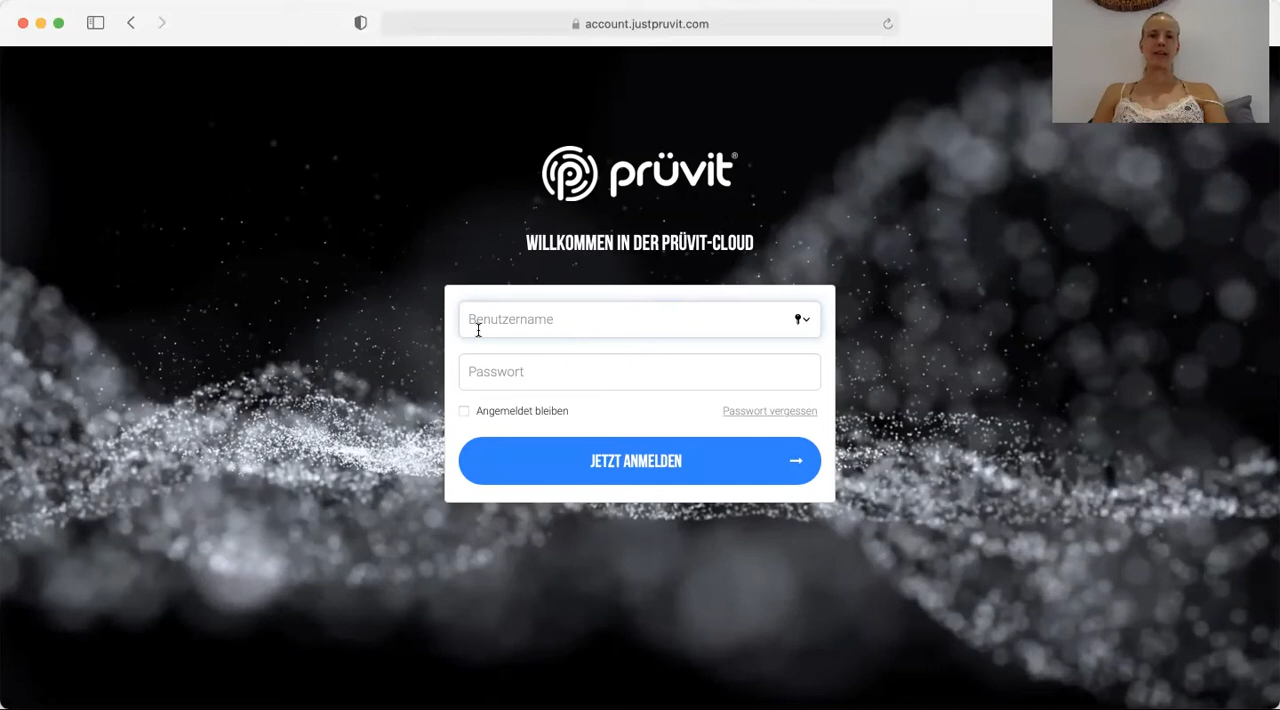 account.justpruvit.com
prüvit®
WILLKOMMEN IN DER PRÜVIT-CLOUD
Benutzername
Passwort
Angemeldet bleiben
Passwort vergessen
JETZT ANMELDEN